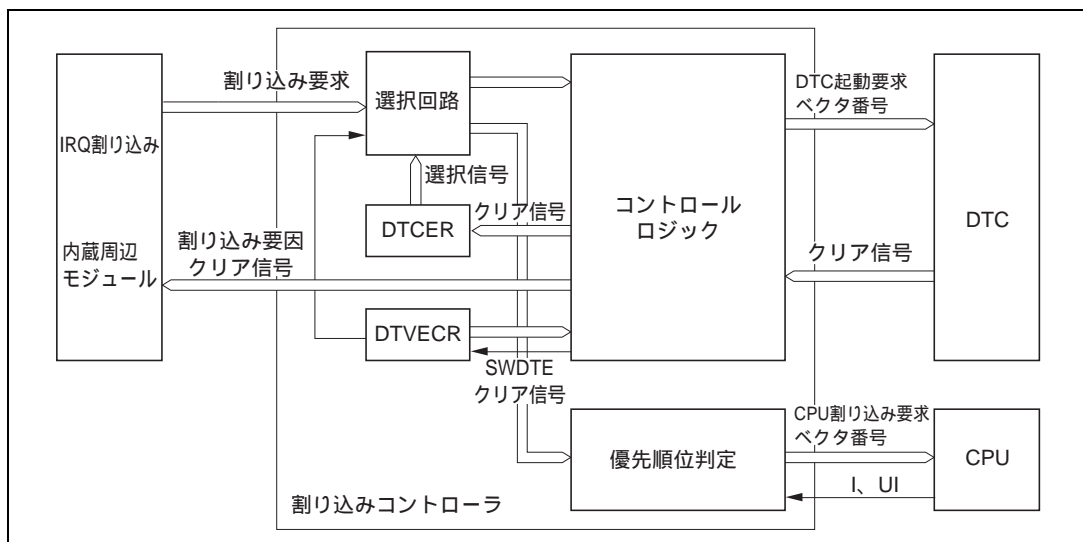 割り込み要求
選択回路
DTC起動要求
ベクタ番号
IRQ割り込み
選択信号
コントロール
ロジック
DTC
DTCER
クリア信号
割り込み要因
クリア信号
クリア信号
内蔵周辺
モジュール
DTVECR
SWDTE
クリア信号
CPU割り込み要求
ベクタ番号
優先順位判定
CPU
I、UI
割り込みコントローラ